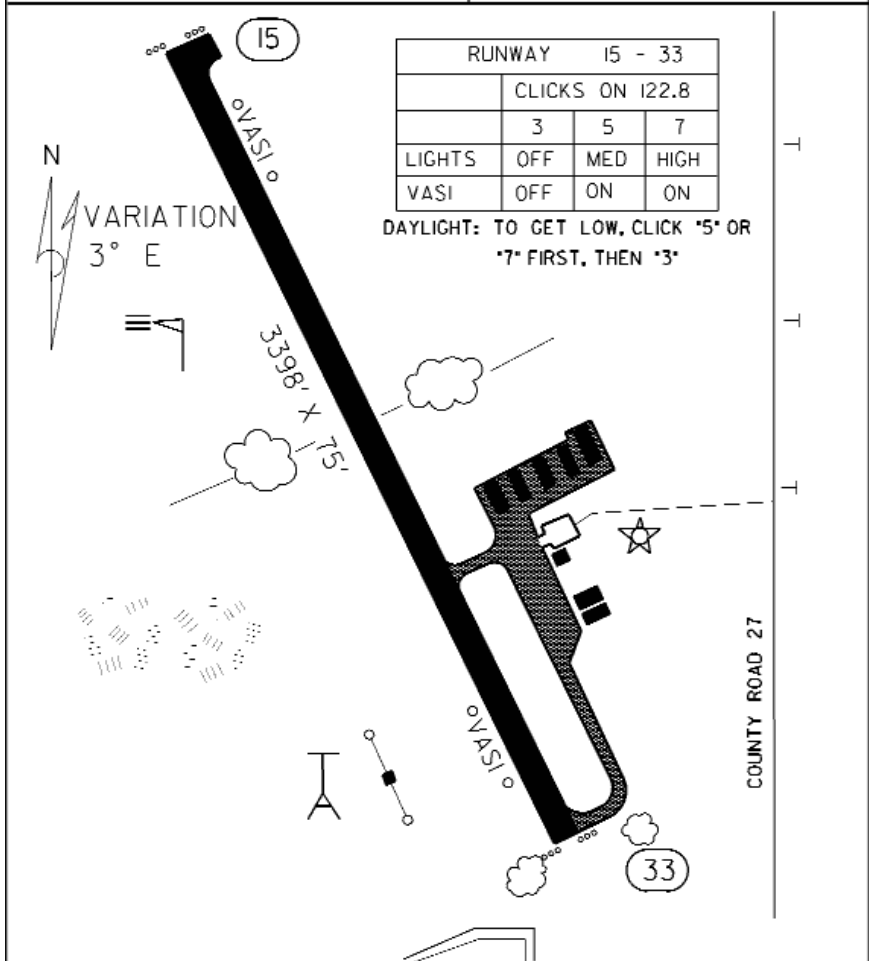 15
RUNWAY 15 - 33
CLICKS ON 122.8
3 5 7
LIGHTS OFF MED HIGH
VASI OFF ON ON
DAYLIGHT: TO GET LOW, CLICK "5" OR
"7" FIRST, THEN "3"
VASI
N
VARIATION
3° E
3398' X 75'
COUNTY ROAD 27
VASI
33